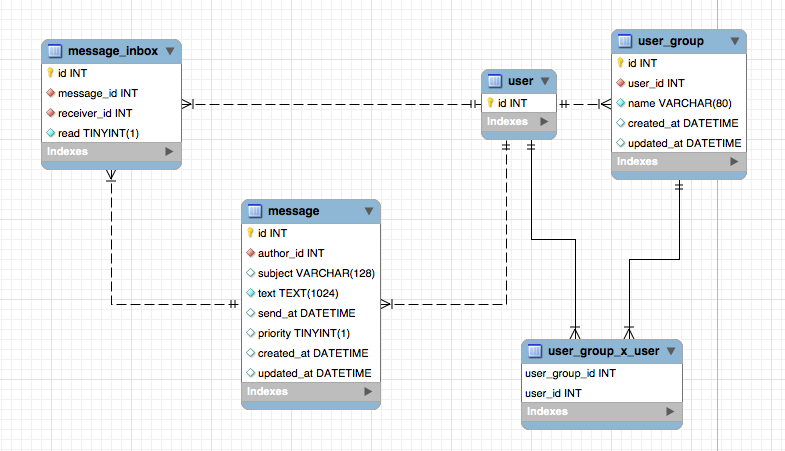 message_inbox
id INT
message_id INT
receiver_id INT
read TINYINT(1)
Indexes
user
id INT
Indexes
user_group
id INT
user_id INT
name VARCHAR(80)
created_at DATETIME
updated_at DATETIME
Indexes
message
id INT
author_id INT
subject VARCHAR(128)
text TEXT(1024)
send_at DATETIME
priority TINYINT(1)
created_at DATETIME
updated_at DATETIME
Indexes
user_group_x_user
user_group_id INT
user_id INT
Indexes